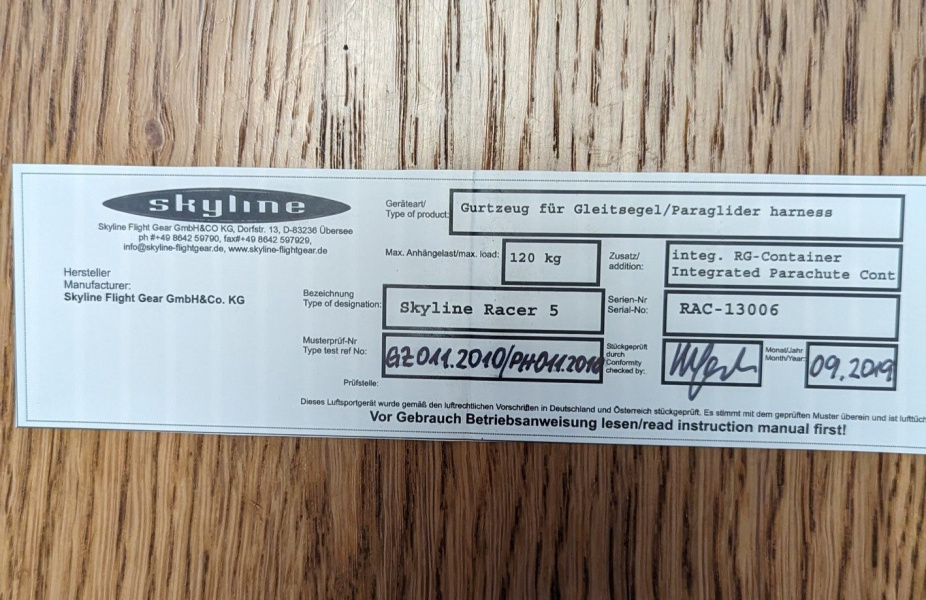 skyline
Skyline Flight Gear GmbH&CO KG, Dorfstr. 13, D-83236 Übersee
ph #+49 8642 59790, fax#+49 8642 597929,
info@skyline-flightgear.de, www.skyline-flightgear.de
Hersteller
Manufacturer:
Skyline Flight Gear GmbH&Co. KG
Geräteart/
Type of product:
Gurtzeug für Gleitsegel/Paraglider harness
Max. Anhängelast/max. load:
120 kg
Zusatz/
addition:
integ. RG-Container
Integrated Parachute Cont
Bezeichnung
Type of designation:
Skyline Racer 5
Serien-Nr
Serial-No:
RAC-13006
Musterprüf-Nr
Type test ref No:
GZ011.2010/PH011.2010
Stückgeprüft
durch
Conformity
checked by:
Monat/Jahr
Month/Year:
09.2019
Prüfstelle:
Dieses Luftsportgerät wurde gemäß den luftrechtlichen Vorschriften in Deutschland und Österreich stückgeprüft. Es stimmt mit dem geprüften Muster überein und ist
Vor Gebrauch Betriebsanweisung lesen/read instruction manual first!